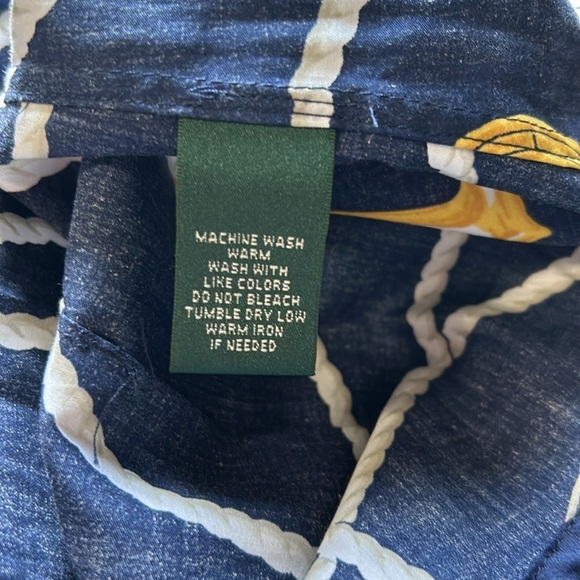 MACHINE WASH
WARM
WASH WITH
LIKE COLORS
DO NOT BLEACH
TUMBLE DRY LOW
WARM IRON
IF NEEDED